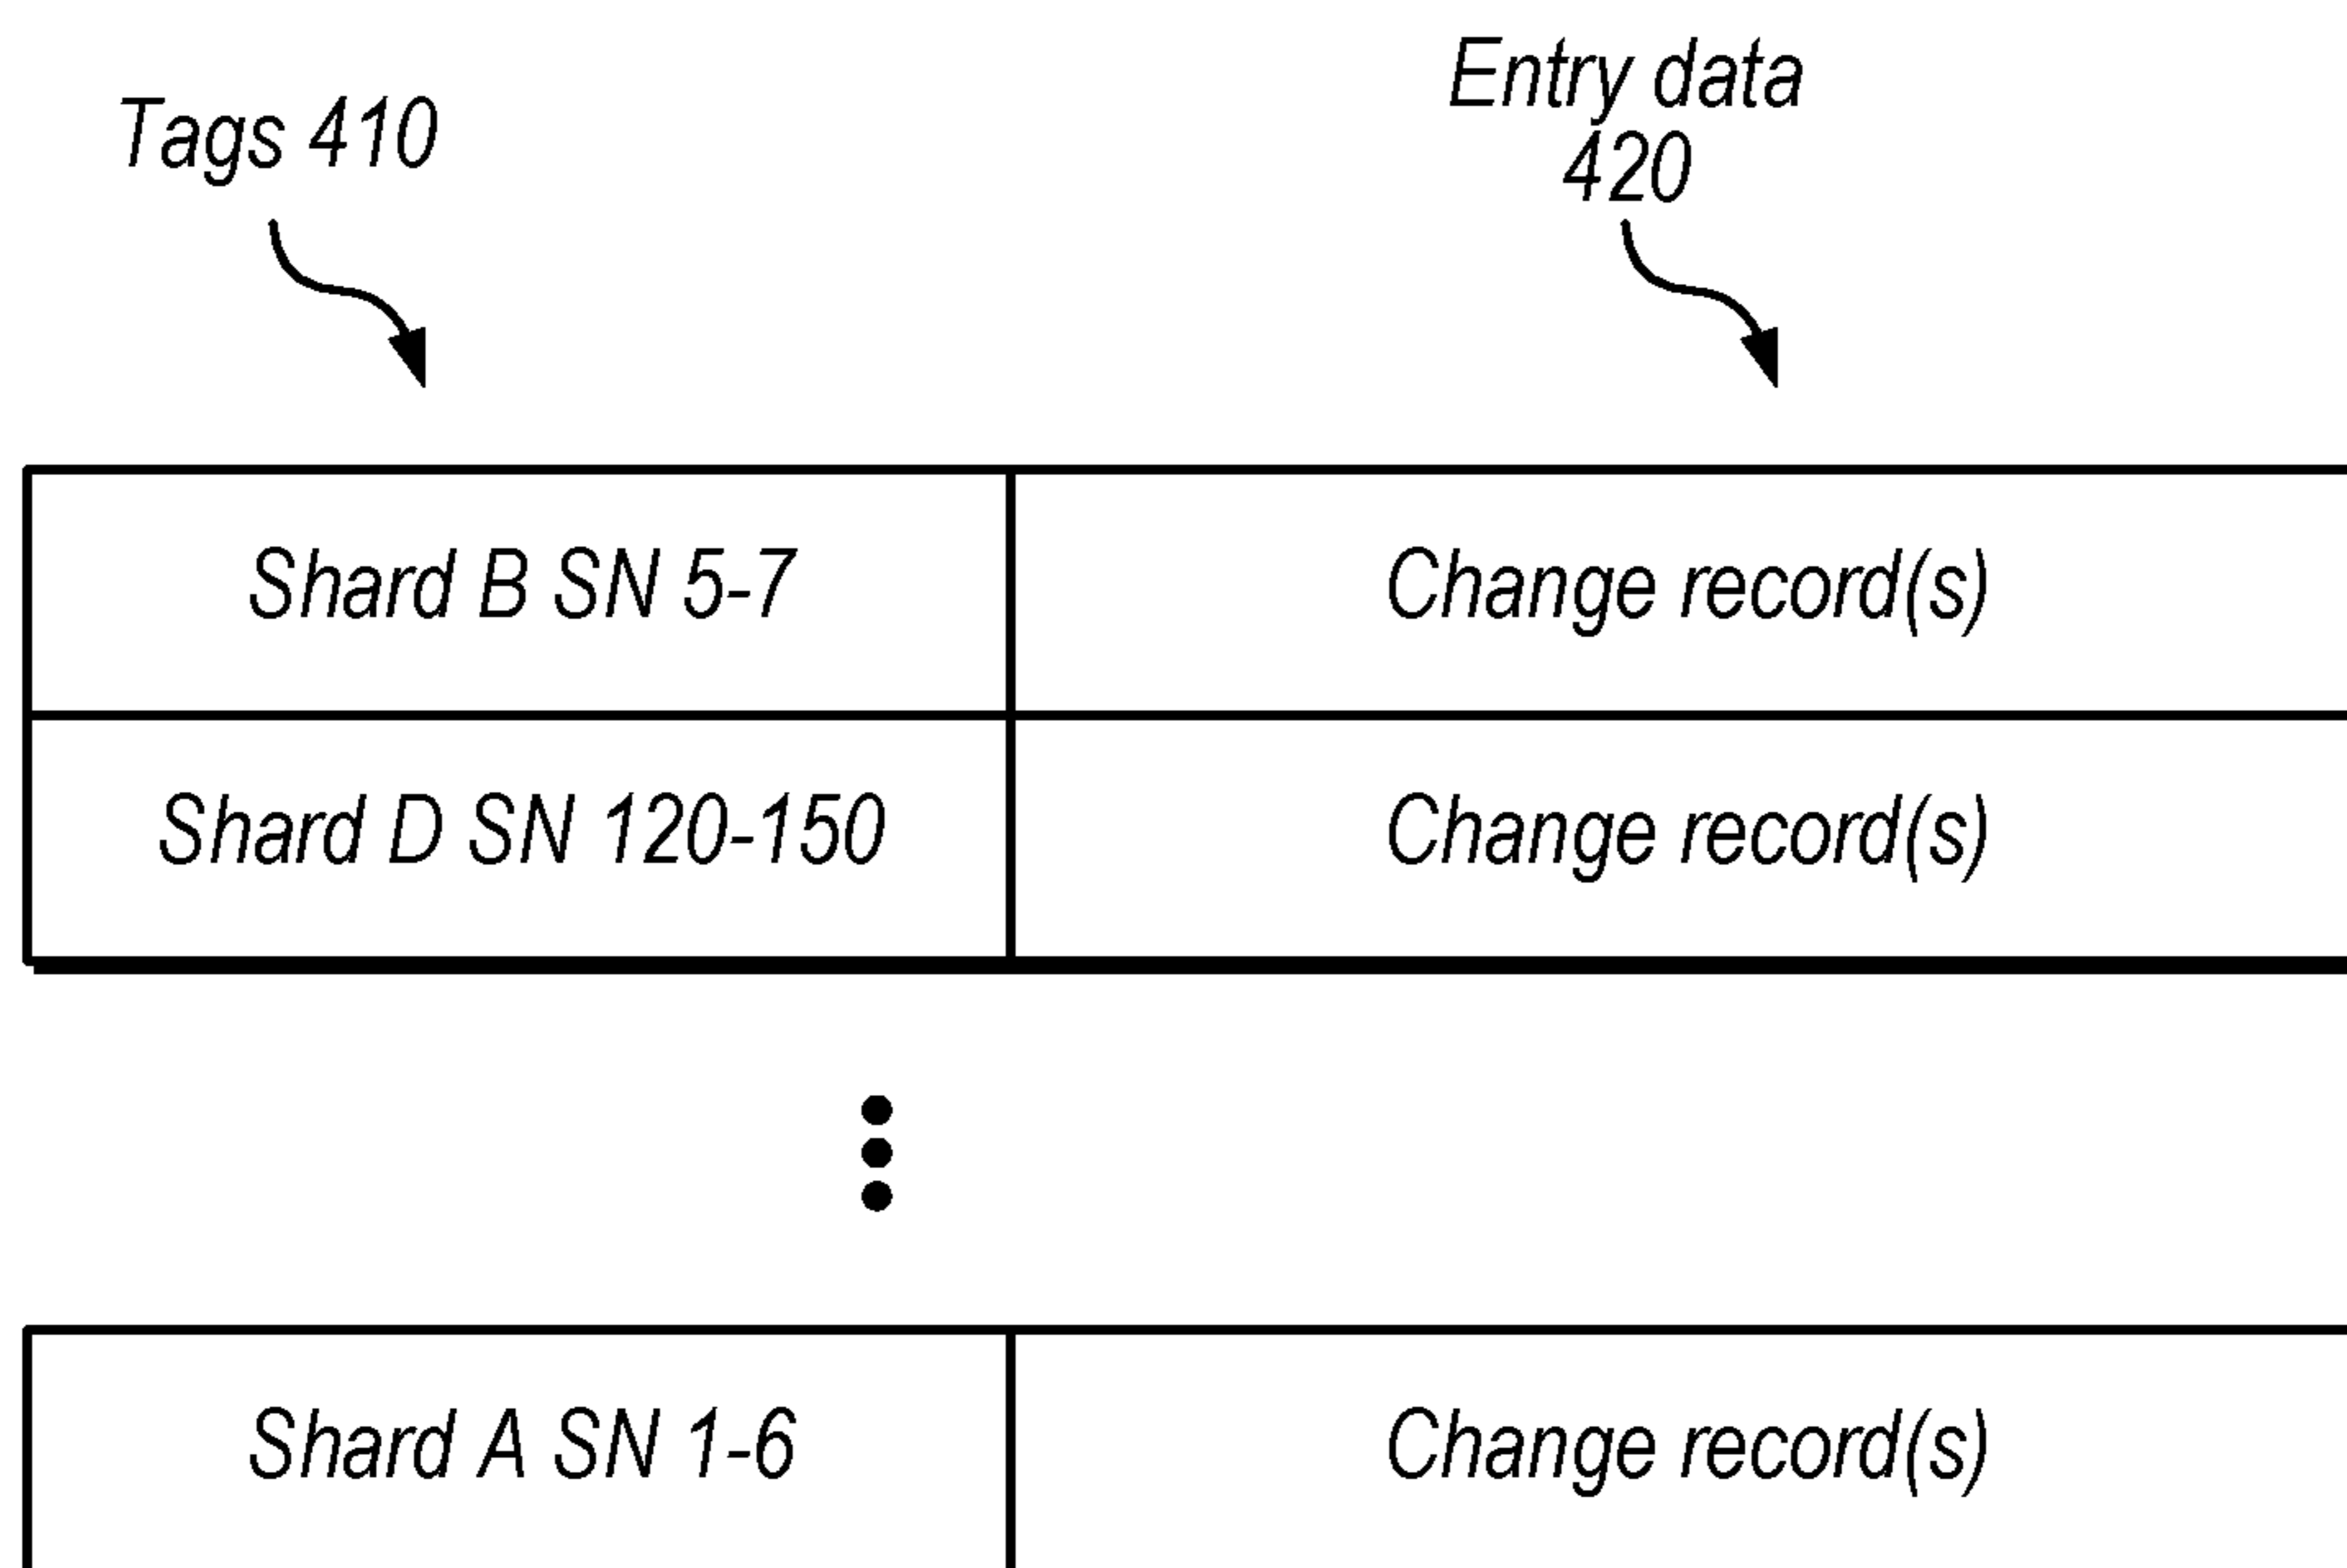 Tags 410
Entry data
420
Shard B SN 5-7
Change record(s)
Shard D SN 120-150
Change record(s)
Shard A SN 1-6
Change record(s)